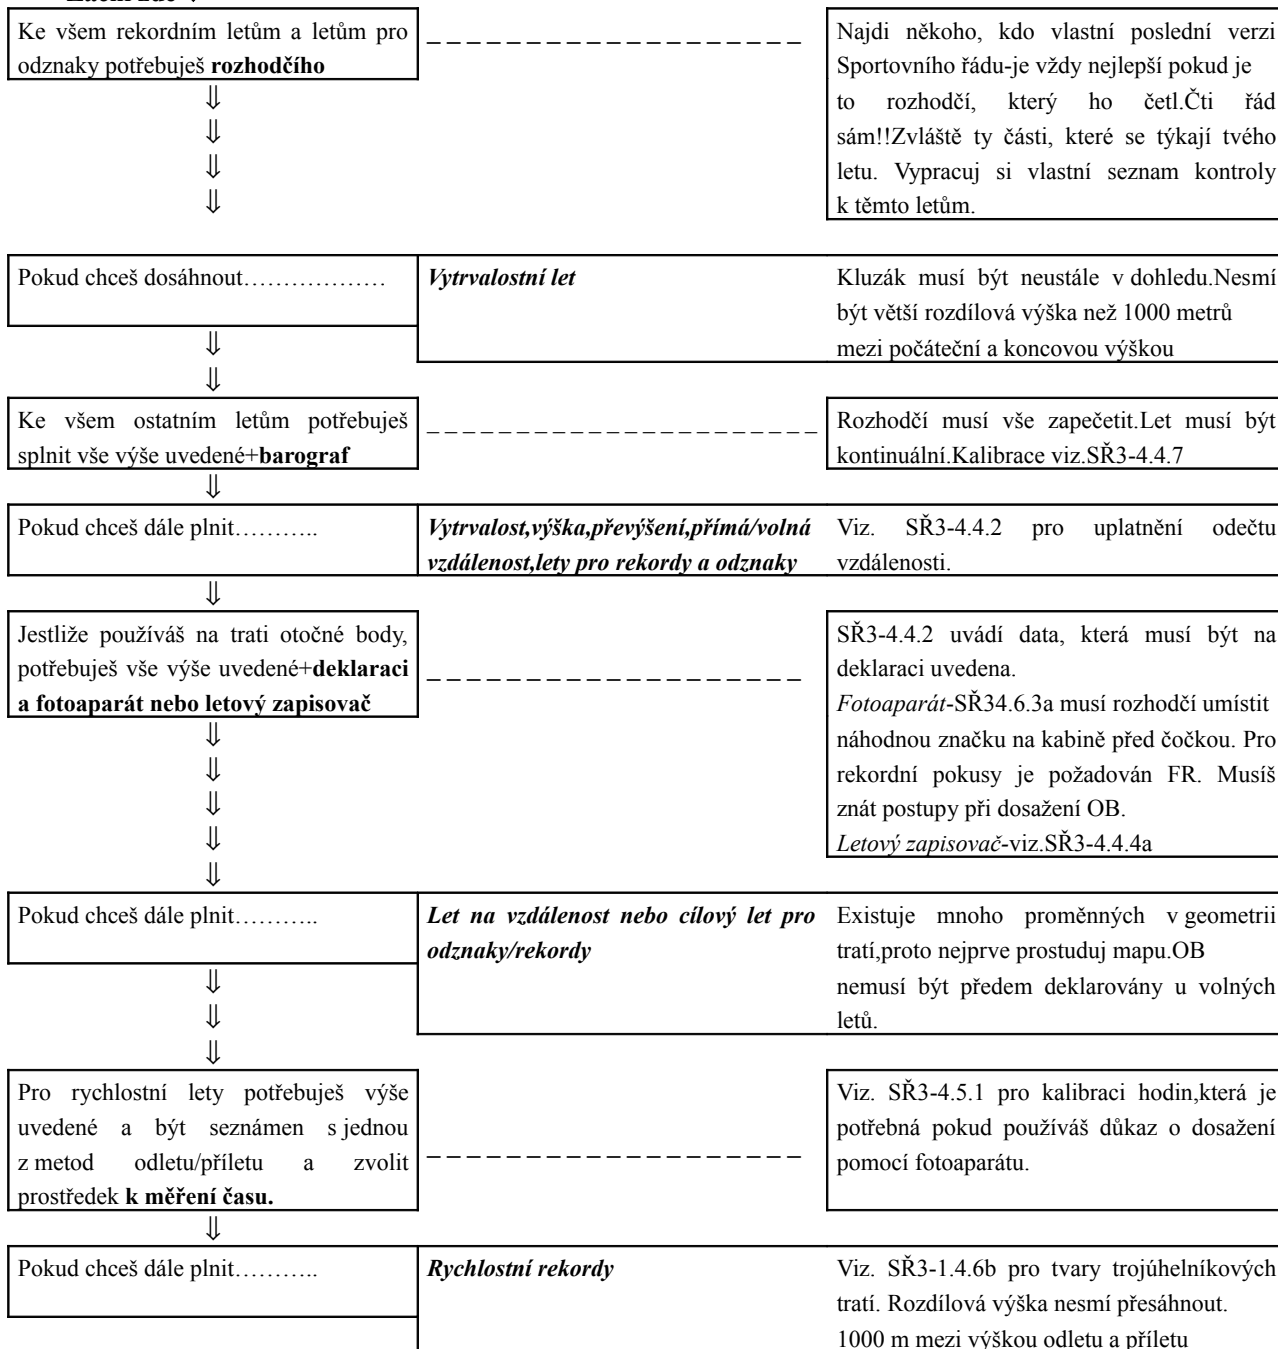 Ke všem rekordním letům a letům pro
odznaky potřebuješ rozhodčího
Najdi někoho, kdo vlastní poslední verzi
Sportovního řádu-je vždy nejlepší pokud je
to rozhodčí, který ho četl.Čti řád
sám!!Zvláště ty části, které se týkají tvého
letu. Vypracuj si vlastní seznam kontroly
k těmto letům.
Pokud chceš dosáhnout………………
Vytrvalostní let
Kluzák musí být neustále v dohledu.Nesmí
být větší rozdílová výška než 1000 metrů
mezi počáteční a koncovou výškou
Ke všem ostatním letům potřebuješ
splnit vše výše uvedené+barograf
Rozhodčí musí vše zapečetit.Let musí být
kontinuální.Kalibrace viz.SŘ3-4.4.7
Pokud chceš dále plnit………..
Vytrvalost,výška,převýšení,přímá/volná
vzdálenost,lety pro rekordy a odznaky
Viz. SŘ3-4.4.2 pro uplatnění odečtu
vzdálenosti.
Jestliže používáš na trati otočné body,
potřebuješ vše výše uvedené+deklaraci
a fotoaparát nebo letový zapisovač
SŘ3-4.4.2 uvádí data, která musí být na
deklaraci uvedena.
Fotoaparát-SŘ34.6.3a musí rozhodčí umístit
náhodnou značku na kabině před čočkou. Pro
rekordní pokusy je požadován FR. Musíš
znát postupy při dosažení OB.
Letový zapisovač-viz.SŘ3-4.4.4a
Pokud chceš dále plnit………..
Let na vzdálenost nebo cílový let pro
odznaky/rekordy
Existuje mnoho proměnných v geometrii
tratí,proto nejprve prostuduj mapu.OB
nemusí být předem deklarovány u volných
letů.
Pro rychlostní lety potřebuješ výše
uvedené a být seznámen s jednou
z metod odletu/příletu a zvolit
prostředek k měření času.
Viz. SŘ3-4.5.1 pro kalibraci hodin,která je
potřebná pokud používáš důkaz o dosažení
pomocí fotoaparátu.
Pokud chceš dále plnit………..
Rychlostní rekordy
Viz. SŘ3-1.4.6b pro tvary trojúhelníkových
tratí. Rozdílová výška nesmí přesáhnout.
1000 m mezi výškou odletu a příletu